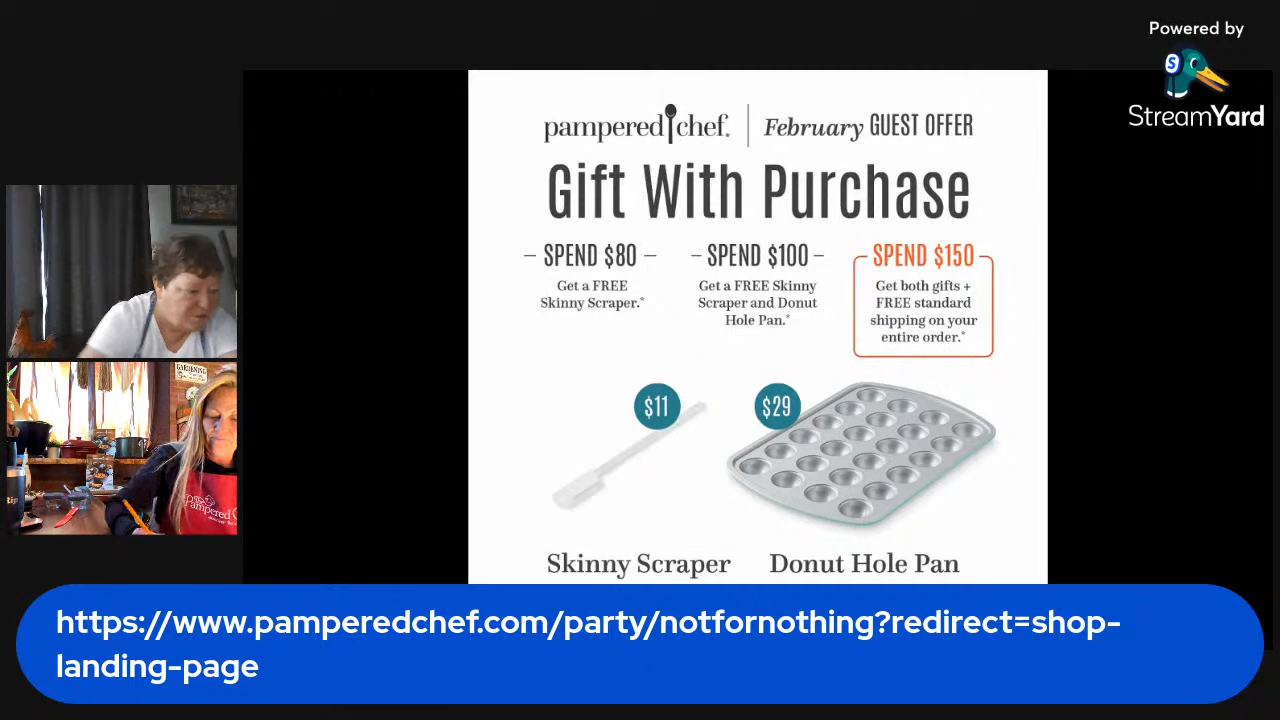 Powered by
StreamYard
pampered chef. | February GUEST OFFER
Gift With Purchase
– SPEND $80 –
Get a FREE
Skinny Scraper.*
– SPEND $100 –
Get a FREE Skinny
Scraper and Donut
Hole Pan.*
SPEND $150
Get both gifts +
FREE standard
shipping on your
entire order.*
$11
$29
Skinny Scraper
Donut Hole Pan
GARDENING
Pampered
https://www.pamperedchef.com/party/notfornothing?redirect=shop-
landing-page